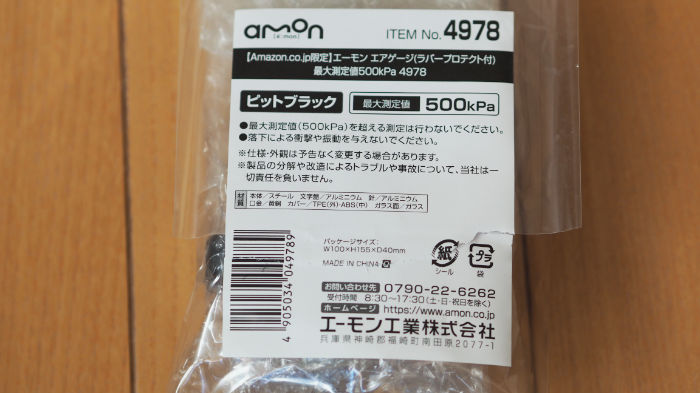 amon
[e'mon]
ITEM No. 4978
【Amazon.co.jp限定】エーモン エアゲージ(ラバープロテクト付)
最大測定値500kPa 4978
ピットブラック 最大測定値 500kPa
●最大測定値(500kPa)を超える測定は行わないでください。
●落下による衝撃や振動を与えないでください。
※仕様・外観は予告なく変更する場合があります。
※製品の分解や改造によるトラブルや事故について、当社は一
切責任を負いません。
材質 本体/スチール 文字盤/アルミニウム 針/アルミニウム
口金/黄銅 カバー/TPE(外)・ABS(中) ガラス面/ガラス
パッケージサイズ:
W100×H155×D40mm
MADE IN CHINA
紙
シール
プラ
袋
4 905034 049789
お問い合わせ先 0790-22-6262
受付時間 8:30~17:30(土・日・祝日を除く)
ホームページ https://www.amon.co.jp
エーモン工業株式会社
兵庫県神崎郡福崎町南田原2077-1